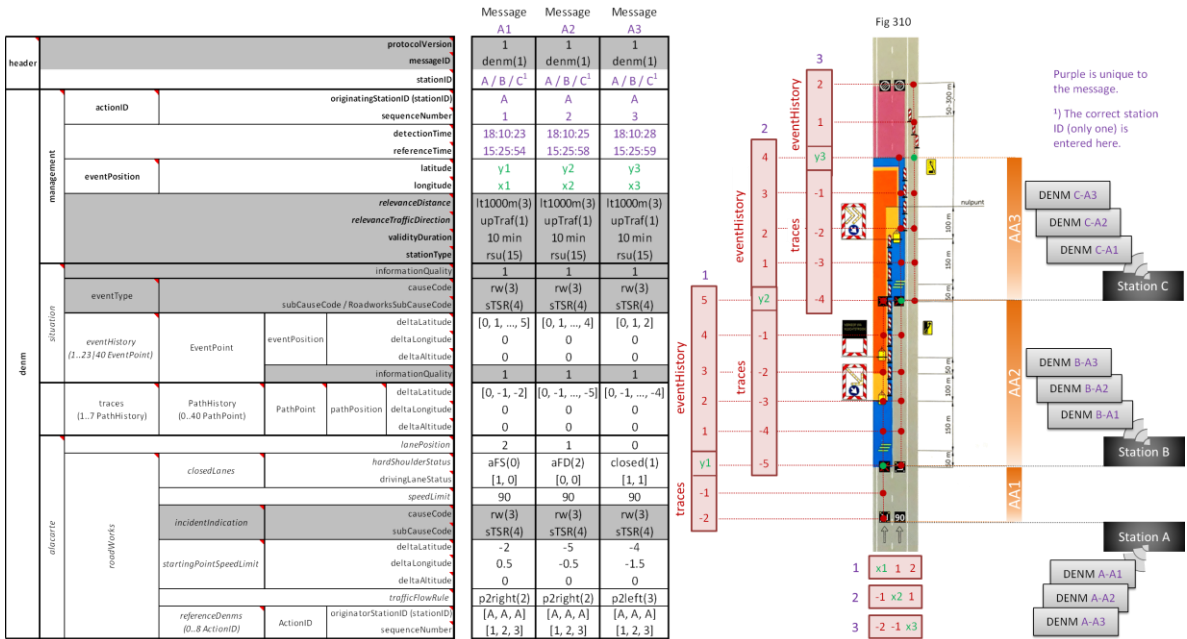 Message Message Message
A1 A2 A3
header protocolVersion 1 1 1
messageID denm(1) denm(1) denm(1)
stationID A / B / C¹ A / B / C¹ A / B / C¹
denm
management
actionID originatingStationID (stationID) A A A
sequenceNumber 1 2 3
detectionTime 18:10:23 18:10:25 18:10:28
referenceTime 15:25:54 15:25:58 15:25:59
eventPosition latitude y1 y2 y3
longitude x1 x2 x3
relevanceDistance lt1000m(3) lt1000m(3) lt1000m(3)
relevanceTrafficDirection upTraf(1) upTraf(1) upTraf(1)
validityDuration 10 min 10 min 10 min
stationType rsu(15) rsu(15) rsu(15)
situation
informationQuality 1 1 1
eventType causeCode rw(3) rw(3) rw(3)
subCauseCode / RoadworksSubCauseCode sTSR(4) sTSR(4) sTSR(4)
eventHistory
(1..23|40 EventPoint)
EventPoint eventPosition
deltaLatitude [0, 1, ..., 5] [0, 1, ..., 4] [0, 1, 2]
deltaLongitude 0 0 0
deltaAltitude 0 0 0
informationQuality 1 1 1
traces
(1..7 PathHistory)
PathHistory
(0..40 PathPoint)
PathPoint pathPosition
deltaLatitude [0, -1, -2] [0, -1, ..., -5] [0, -1, ..., -4]
deltaLongitude 0 0 0
deltaAltitude 0 0 0
alacarte
lanePosition 2 1 0
roadWorks
closedLanes hardShoulderStatus aFS(0) aFD(2) closed(1)
drivingLaneStatus [1, 0] [0, 0] [1, 1]
speedLimit 90 90 90
incidentIndication causeCode rw(3) rw(3) rw(3)
subCauseCode sTSR(4) sTSR(4) sTSR(4)
startingPointSpeedLimit
deltaLatitude -2 -5 -4
deltaLongitude 0.5 -0.5 -1.5
deltaAltitude 0 0 0
trafficFlowRule p2right(2) p2right(2) p2left(3)
referenceDenms
(0..8 ActionID)
ActionID
originatorStationID (stationID) [A, A, A] [A, A, A] [A, A, A]
sequenceNumber [1, 2, 3] [1, 2, 3] [1, 2, 3]
Fig 310
1
eventHistory
5
4
3
2
1
y1
traces
-1
-2
2
eventHistory
4
3
2
1
y2
traces
-1
-2
-3
-4
-5
3
eventHistory
2
1
y3
traces
-1
-2
-3
-4
50-300 m
nulpunt
100 m
150 m
50 m
50 m
100 m
150 m
50 m
90
1 x1 1 2
2 -1 x2 1
3 -2 -1 x3
AA3
AA2
AA1
Purple is unique to
the message.
¹) The correct station
ID (only one) is
entered here.
DENM C-A3
DENM C-A2
DENM C-A1
Station C
DENM B-A3
DENM B-A2
DENM B-A1
Station B
Station A
DENM A-A1
DENM A-A2
DENM A-A3